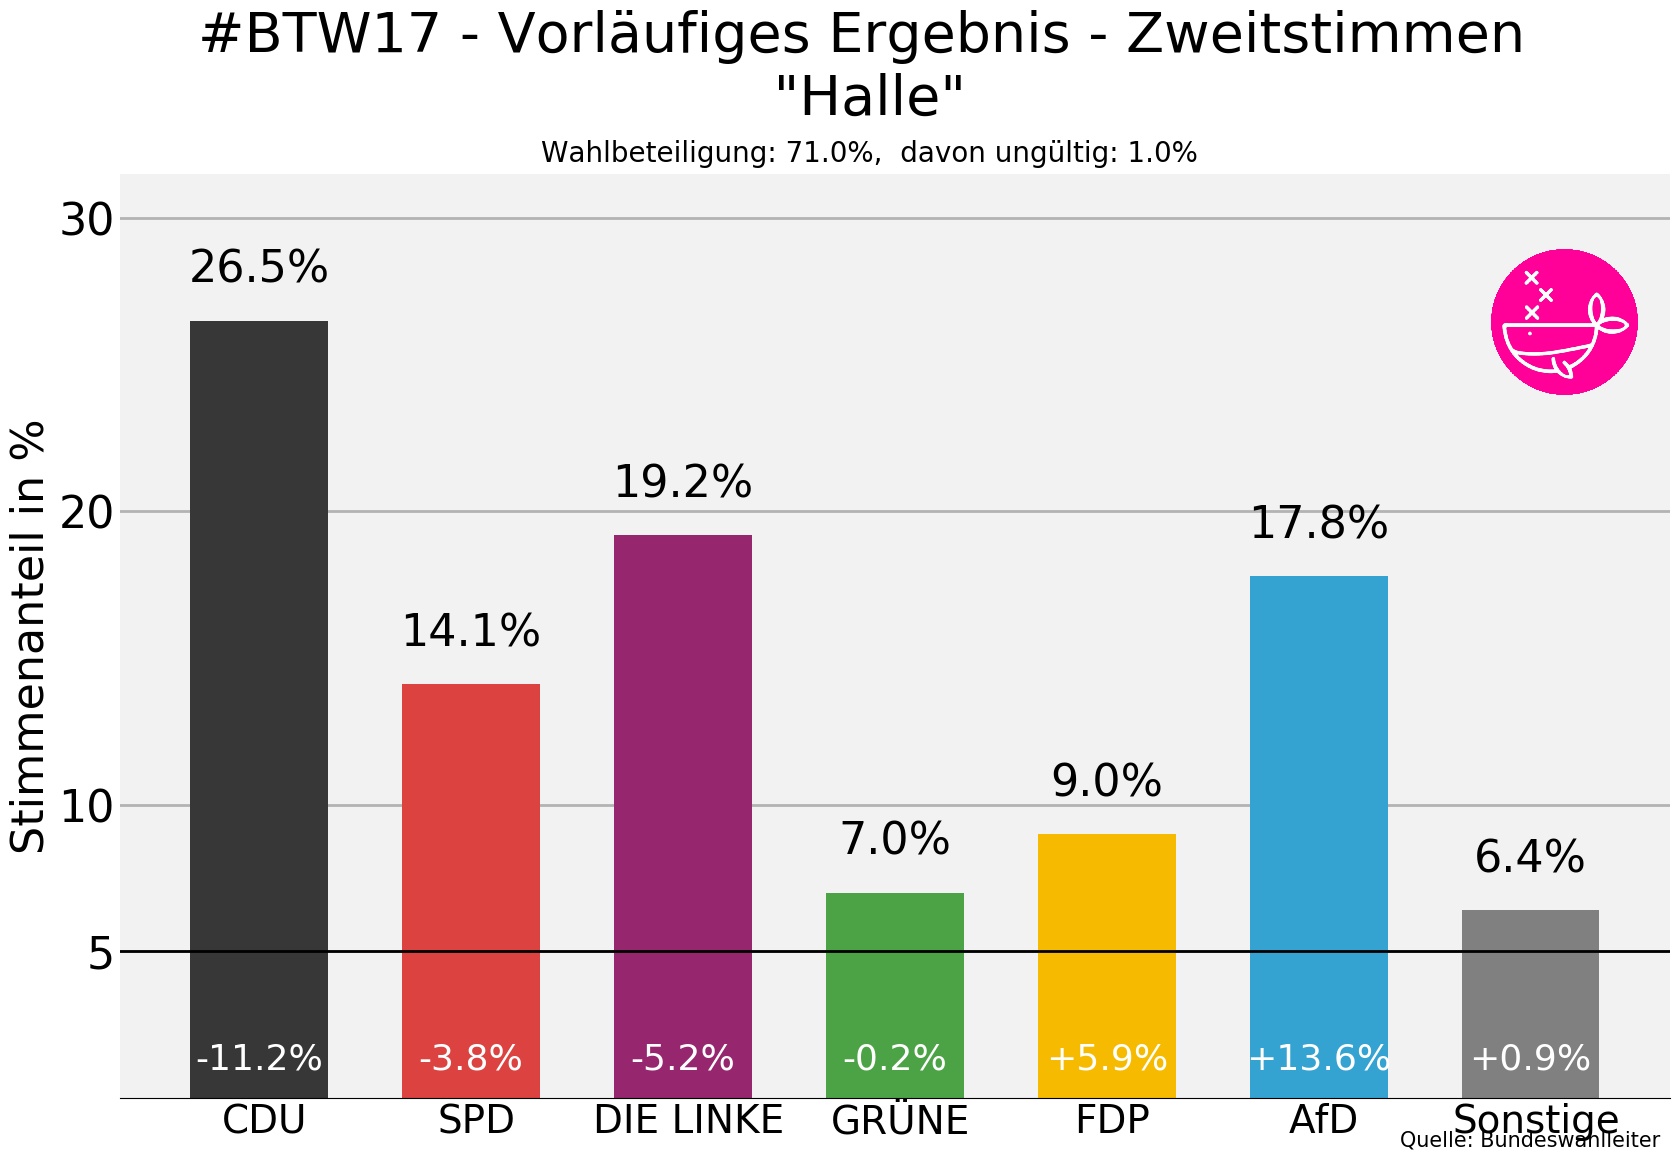 #BTW17 - Vorläufiges Ergebnis - Zweitstimmen
"Halle"
Wahlbeteiligung: 71.0%, davon ungültig: 1.0%
Stimmenanteil in %
30
20
10
5
26.5%
14.1%
19.2%
7.0%
9.0%
17.8%
6.4%
-11.2%
-3.8%
-5.2%
-0.2%
+5.9%
+13.6%
+0.9%
CDU
SPD
DIE LINKE
GRÜNE
FDP
AfD
Sonstige
Quelle: Bundeswahlleiter